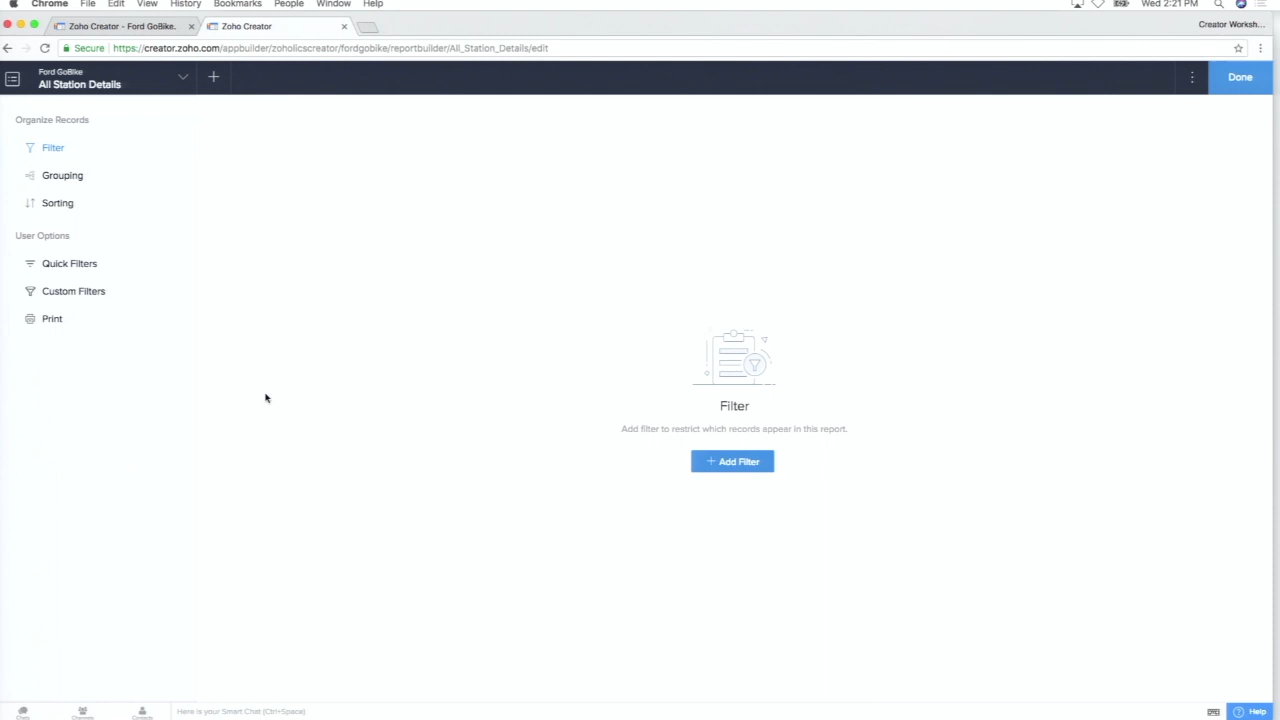 Chrome File Edit View History Bookmarks People Window Help Wed 2:21 PM
Zoho Creator - Ford GoBike. Zoho Creator Creator Worksh...
Secure https://creator.zoho.com/appbuilder/zoholicscreator/fordgobike/reportbuilder/All_Station_Details/edit
Ford GoBike
All Station Details
Done
Organize Records
Filter
Grouping
Sorting
User Options
Quick Filters
Custom Filters
Print
Filter
Add filter to restrict which records appear in this report.
+ Add Filter
Chats Channels Contacts Here is your Smart Chat (Ctrl+Space) Help